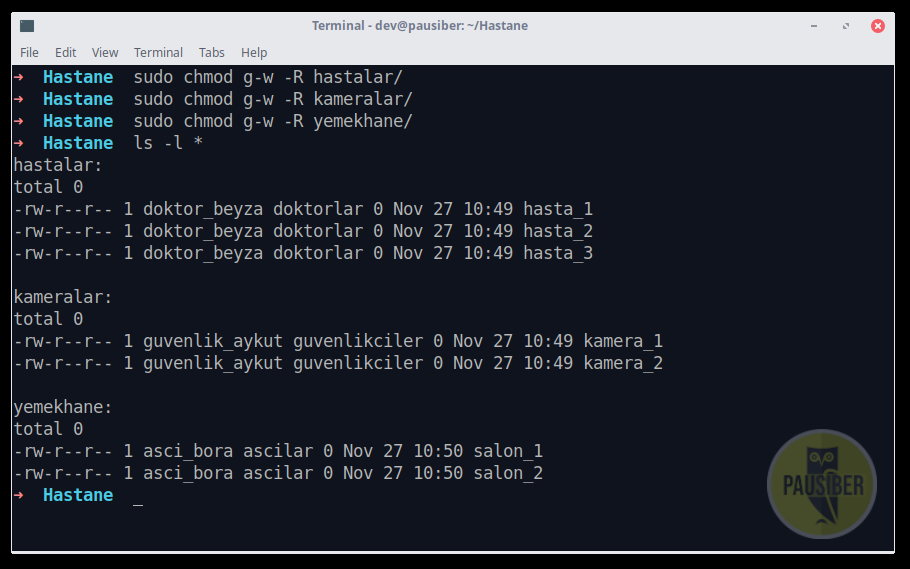 Terminal - dev@pausiber: ~/Hastane
File Edit View Terminal Tabs Help
➜ Hastane sudo chmod g-w -R hastalar/
➜ Hastane sudo chmod g-w -R kameralar/
➜ Hastane sudo chmod g-w -R yemekhane/
➜ Hastane ls -l *
hastalar:
total 0
-rw-r--r-- 1 doktor_beyza doktorlar 0 Nov 27 10:49 hasta_1
-rw-r--r-- 1 doktor_beyza doktorlar 0 Nov 27 10:49 hasta_2
-rw-r--r-- 1 doktor_beyza doktorlar 0 Nov 27 10:49 hasta_3
kameralar:
total 0
-rw-r--r-- 1 guvenlik_aykut guvenlikciler 0 Nov 27 10:49 kamera_1
-rw-r--r-- 1 guvenlik_aykut guvenlikciler 0 Nov 27 10:49 kamera_2
yemekhane:
total 0
-rw-r--r-- 1 asci_bora ascilar 0 Nov 27 10:50 salon_1
-rw-r--r-- 1 asci_bora ascilar 0 Nov 27 10:50 salon_2
➜ Hastane _
PAUSIBER